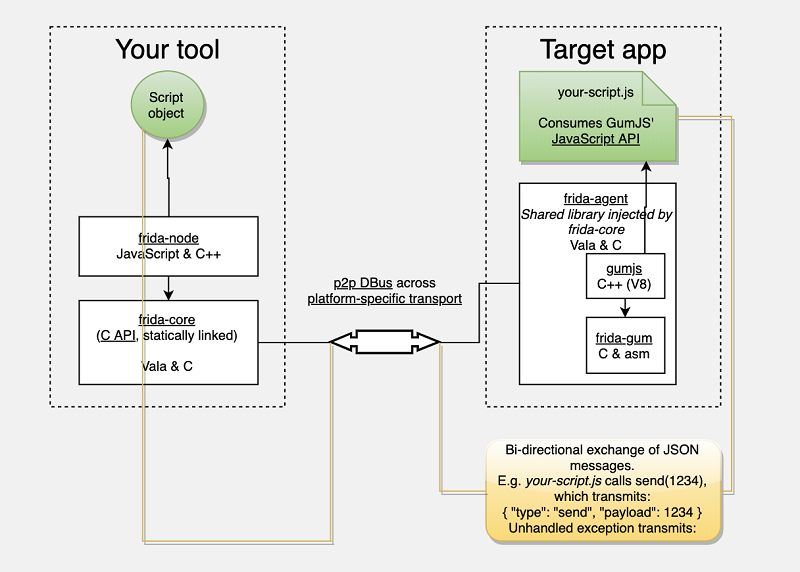 Your tool
Script
object
frida-node
JavaScript & C++
frida-core
(C API, statically linked)
Vala & C
p2p DBus across
platform-specific transport
Target app
your-script.js
Consumes GumJS'
JavaScript API
frida-agent
Shared library injected by
frida-core
Vala & C
gumjs
C++ (V8)
frida-gum
C & asm
Bi-directional exchange of JSON
messages.
E.g. your-script.js calls send(1234),
which transmits:
{ "type": "send", "payload": 1234 }
Unhandled exception transmits: